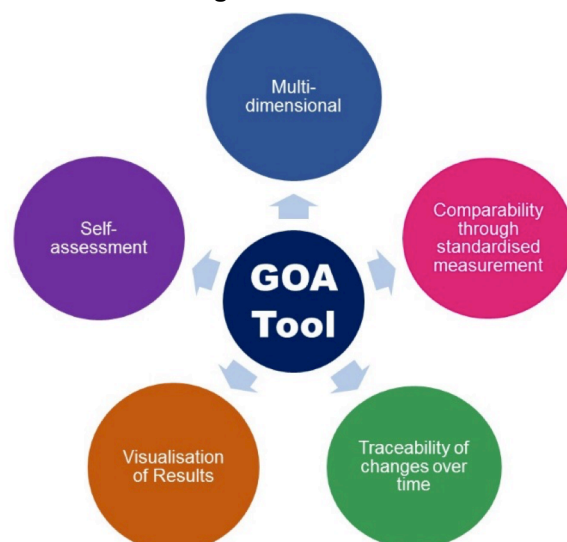 Multi-
dimensional
Comparability
through
standardised
measurement
Self-
assessment
GOA
Tool
Visualisation
of Results
Traceability of
changes over
time